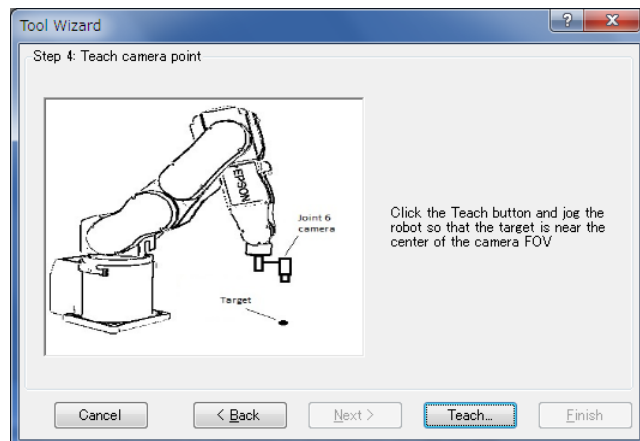 Tool Wizard
Step 4: Teach camera point
EPSON
Joint 6
camera
Target
Click the Teach button and jog the
robot so that the target is near the
center of the camera FOV
Cancel
< Back
Next >
Teach...
Finish